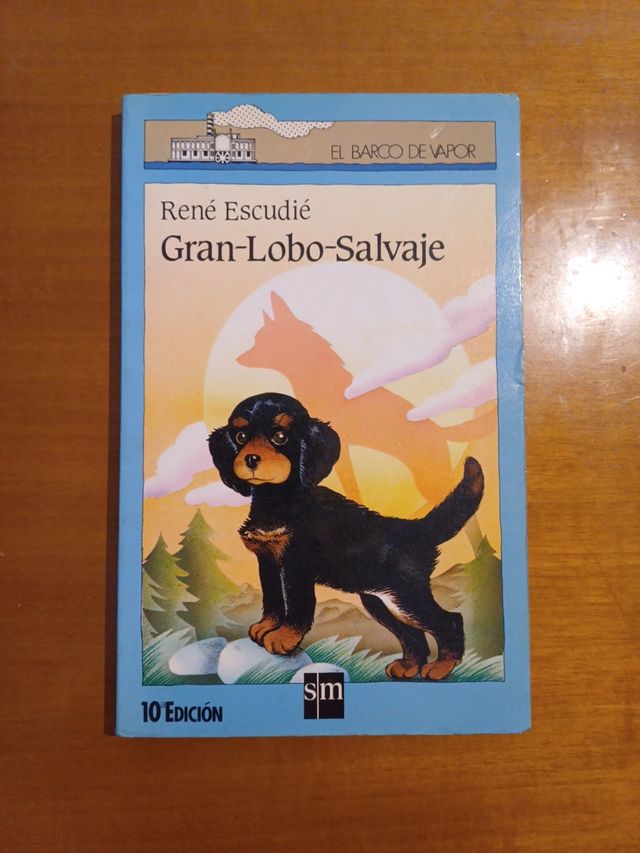 EL BARCO DE VAPOR
René Escudié
Gran-Lobo-Salvaje
sm
10ª EDICIÓN